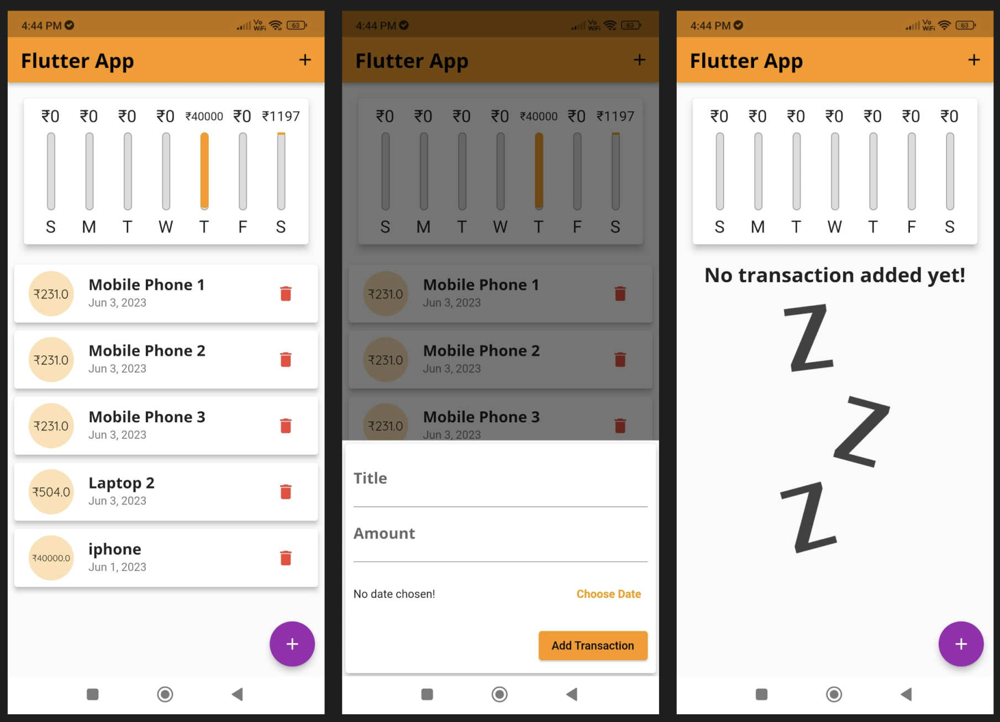 4:44 PM Vo WiFi 63
Flutter App +
₹0 ₹0 ₹0 ₹0 ₹40000 ₹0 ₹1197
S M T W T F S
₹231.0 Mobile Phone 1
Jun 3, 2023
₹231.0 Mobile Phone 2
Jun 3, 2023
₹231.0 Mobile Phone 3
Jun 3, 2023
₹504.0 Laptop 2
Jun 3, 2023
₹40000.0 iphone
Jun 1, 2023
+
4:44 PM Vo WiFi 63
Flutter App +
₹0 ₹0 ₹0 ₹0 ₹40000 ₹0 ₹1197
S M T W T F S
₹231.0 Mobile Phone 1
Jun 3, 2023
₹231.0 Mobile Phone 2
Jun 3, 2023
₹231.0 Mobile Phone 3
Jun 3, 2023
Title
Amount
No date chosen! Choose Date
Add Transaction
4:44 PM Vo WiFi 63
Flutter App +
₹0 ₹0 ₹0 ₹0 ₹0 ₹0 ₹0
S M T W T F S
No transaction added yet!
Z
Z
Z
+